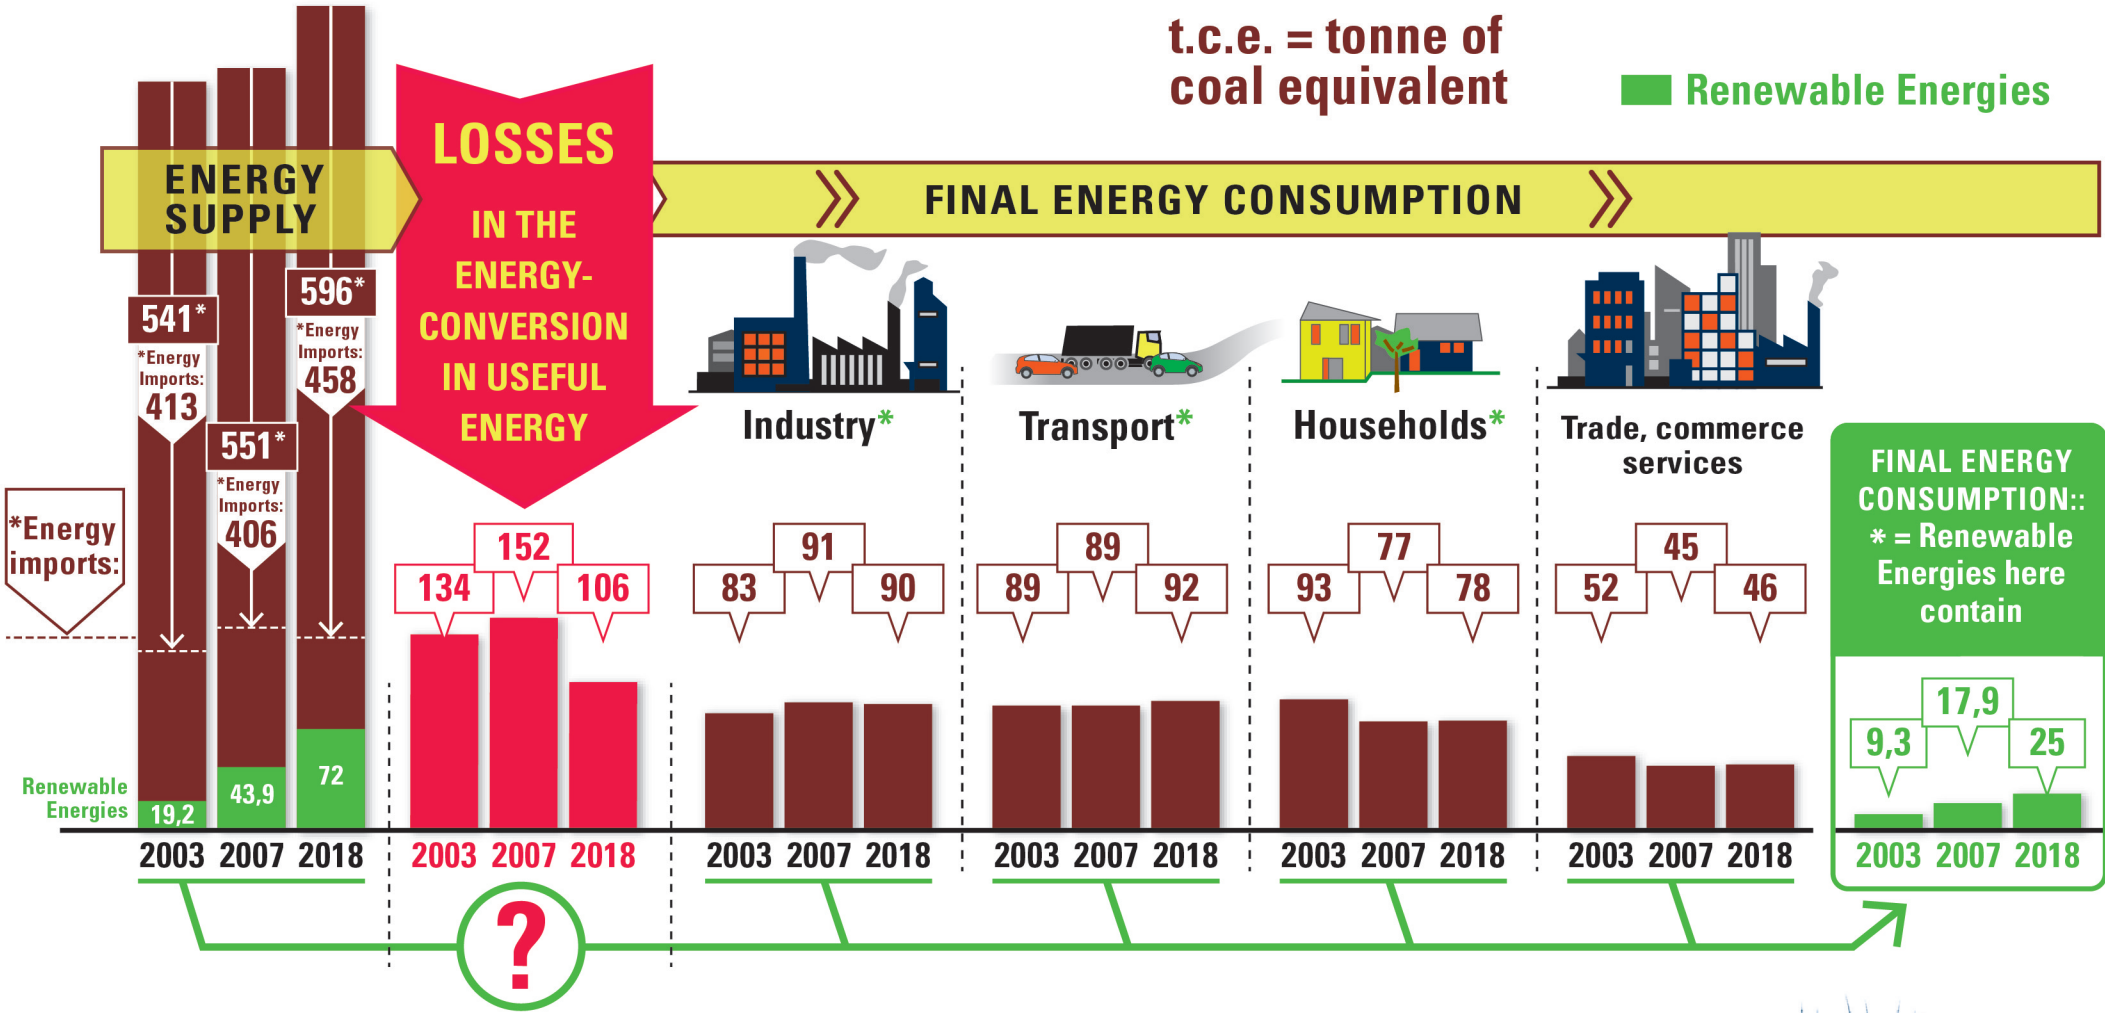 t.c.e. = tonne of
coal equivalent
Renewable Energies
ENERGY
SUPPLY
541*
*Energy
Imports:
413
551*
*Energy
Imports:
406
596*
*Energy
Imports:
458
*Energy
imports:
Renewable
Energies
19,2
43,9
72
2003 2007 2018
LOSSES
IN THE
ENERGY-
CONVERSION
IN USEFUL
ENERGY
134
152
106
2003 2007 2018
?
FINAL ENERGY CONSUMPTION
Industry*
83
91
90
2003 2007 2018
Transport*
89
89
92
2003 2007 2018
Households*
93
77
78
2003 2007 2018
Trade, commerce
services
52
45
46
2003 2007 2018
FINAL ENERGY
CONSUMPTION::
* = Renewable
Energies here
contain
9,3
17,9
25
2003 2007 2018